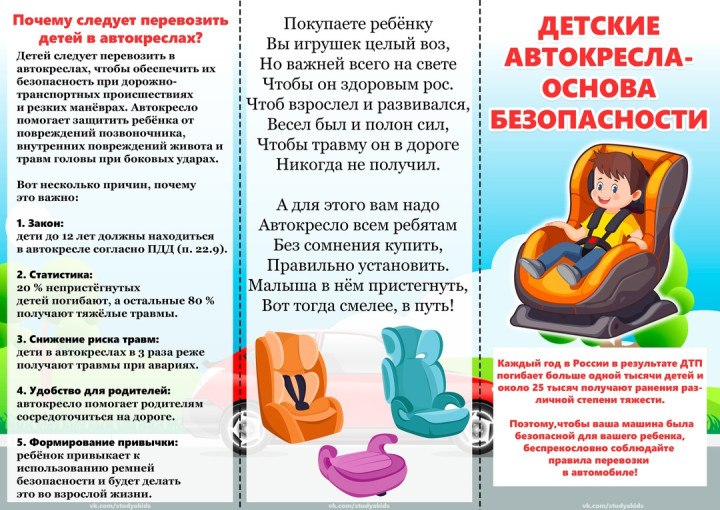 Почему следует перевозить
детей в автокреслах?
Детей следует перевозить в
автокреслах, чтобы обеспечить их
безопасность при дорожно-
транспортных происшествиях
и резких манёврах. Автокресло
помогает защитить ребёнка от
повреждений позвоночника,
внутренних повреждений живота и
травм головы при боковых ударах.
Вот несколько причин, почему
это важно:
1. Закон:
дети до 12 лет должны находиться
в автокресле согласно ПДД (п. 22.9).
2. Статистика:
20 % непристёгнутых
детей погибают, а остальные 80 %
получают тяжёлые травмы.
3. Снижение риска травм:
дети в автокреслах в 3 раза реже
получают травмы при авариях.
4. Удобство для родителей:
автокресло помогает родителям
сосредоточиться на дороге.
5. Формирование привычки:
ребёнок привыкает к
использованию ремней
безопасности и будет делать
это во взрослой жизни.
vk.com/studyakids
Покупаете ребёнку
Вы игрушек целый воз,
Но важней всего на свете
Чтобы он здоровым рос.
Чтоб взрослел и развивался,
Весел был и полон сил,
Чтобы травму он в дороге
Никогда не получил.
А для этого вам надо
Автокресло всем ребятам
Без сомнения купить,
Правильно установить.
Малыша в нём пристегнуть,
Вот тогда смелее, в путь!
vk.com/studyakids
ДЕТСКИЕ
АВТОКРЕСЛА-
ОСНОВА
БЕЗОПАСНОСТИ
Каждый год в России в результате ДТП
погибает больше одной тысячи детей и
около 25 тысяч получают ранения раз-
личной степени тяжести.
Поэтому,чтобы ваша машина была
безопасной для вашего ребенка,
беспрекословно соблюдайте
правила перевозки
в автомобиле!
vk.com/studyakids